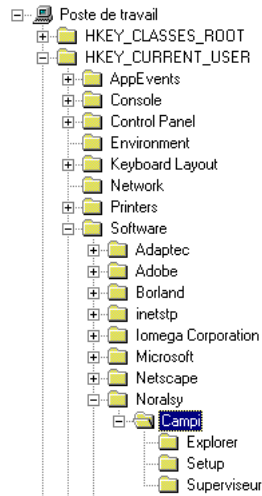 Poste de travail
HKEY_CLASSES_ROOT
HKEY_CURRENT_USER
AppEvents
Console
Control Panel
Environment
Keyboard Layout
Network
Printers
Software
Adaptec
Adobe
Borland
inetstp
Iomega Corporation
Microsoft
Netscape
Noralsy
Campi
Explorer
Setup
Superviseur